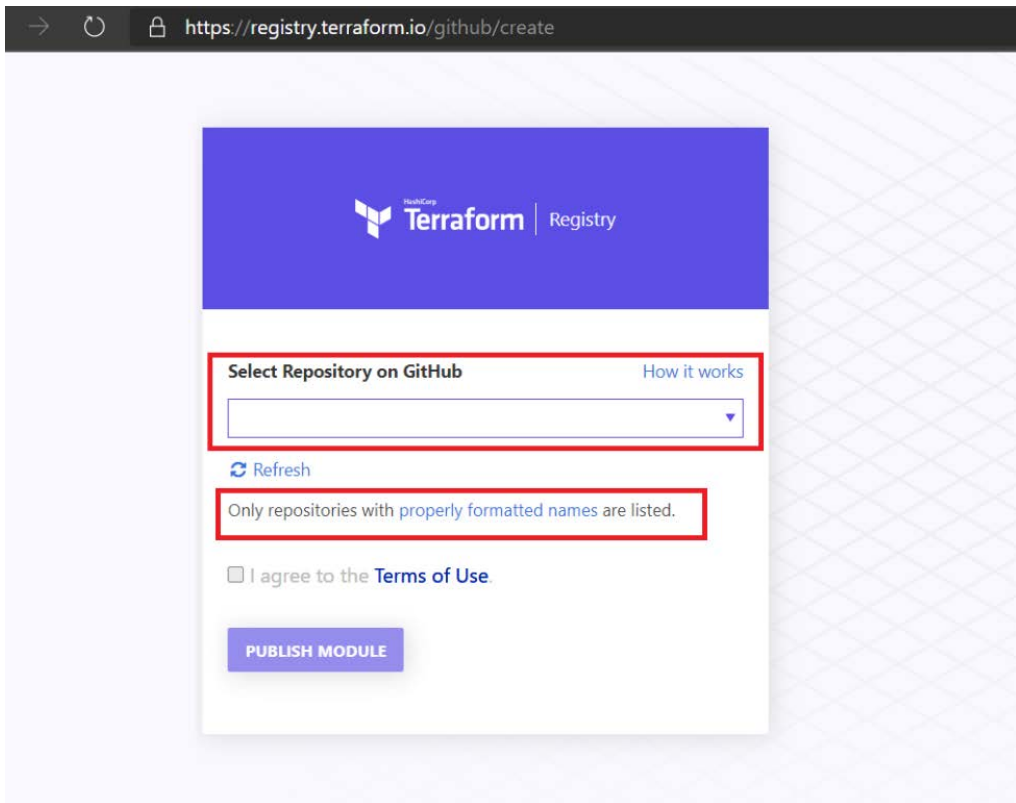 https://registry.terraform.io/github/create
HashiCorp
Terraform | Registry
Select Repository on GitHub How it works
Refresh
Only repositories with properly formatted names are listed.
I agree to the Terms of Use.
PUBLISH MODULE